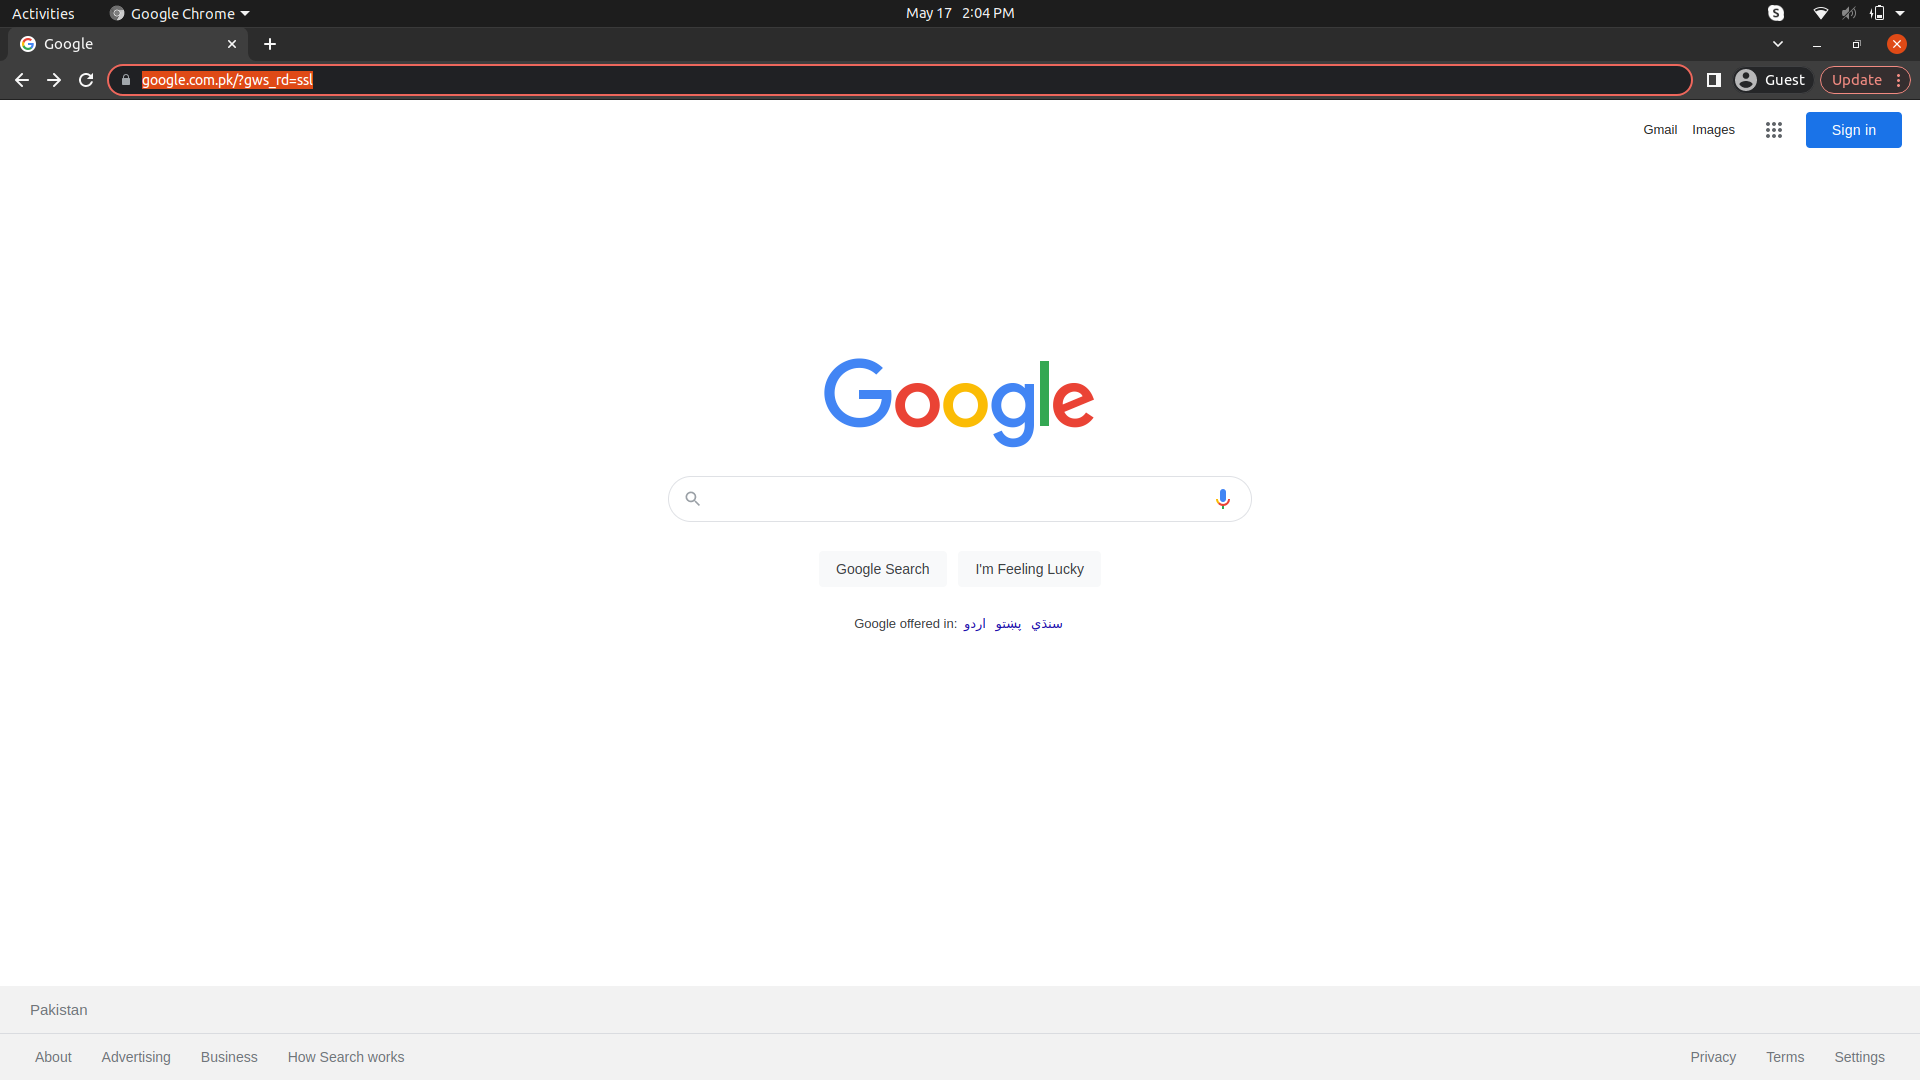 Activities Google Chrome May 17 2:04 PM
Google
google.com.pk/?gws_rd=ssl Guest Update
Gmail Images Sign in
Google
Google Search I'm Feeling Lucky
Google offered in: اردو پښتو سنڌي
Pakistan
About Advertising Business How Search works Privacy Terms Settings